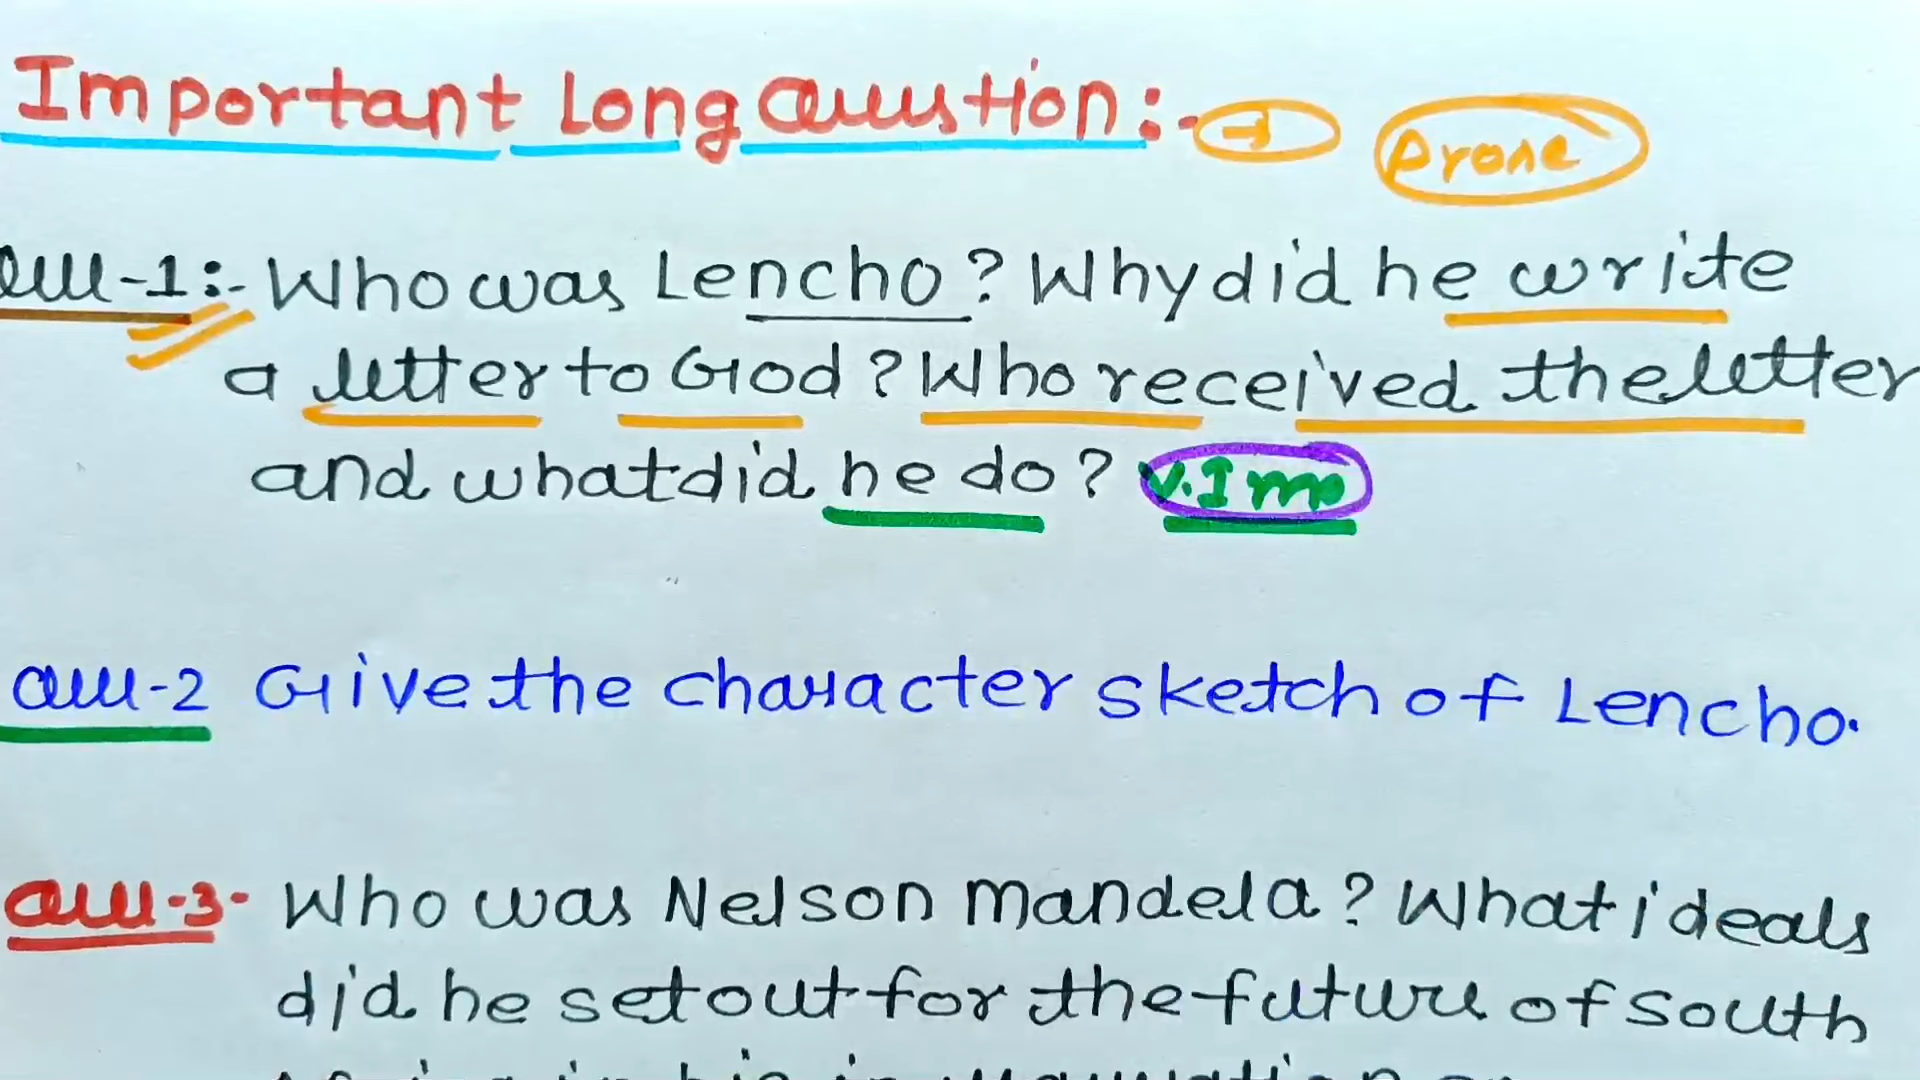 Important Long Question:-
Prose
Que-1:- Who was Lencho? Why did he write
a letter to God? Who received the letter
and what did he do? V.Imp
Que-2 Give the character sketch of Lencho.
Que-3- Who was Nelson Mandela? What ideals
did he set out for the future of South